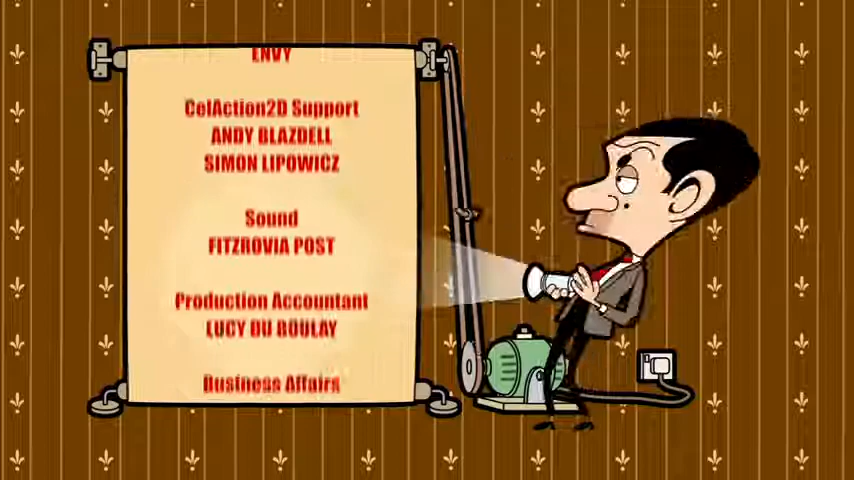 ENVY
CelAction2D Support
ANDY BLAZDELL
SIMON LIPOWICZ
Sound
FITZROVIA POST
Production Accountant
LUCY DU BOULAY
Business Affairs